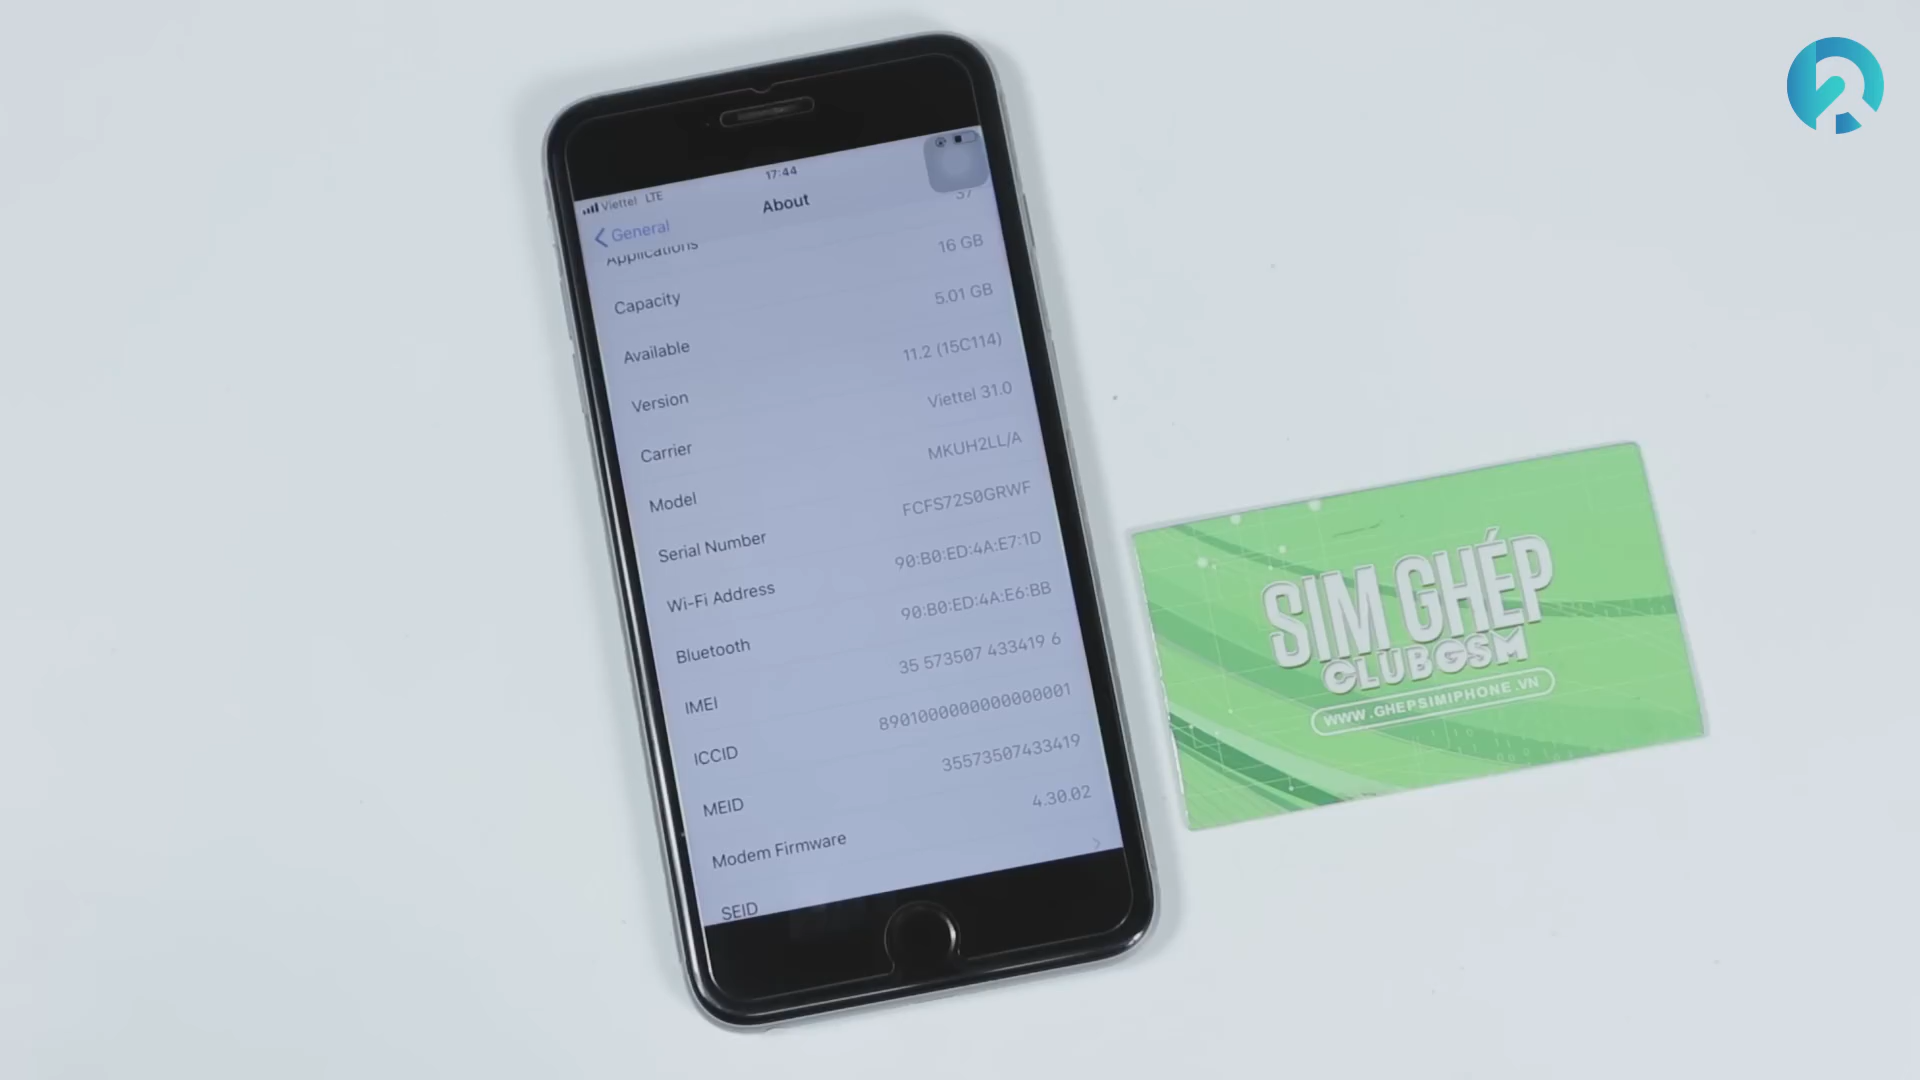 17:44
Viettel LTE
General
About
Applications 37
Capacity 16 GB
Available 5.01 GB
Version 11.2 (15C114)
Carrier Viettel 31.0
Model MKUH2LL/A
Serial Number FCFS72S0GRWF
Wi-Fi Address 90:B0:ED:4A:E7:1D
Bluetooth 90:B0:ED:4A:E6:BB
IMEI 35 573507 433419 6
ICCID 8901000000000000001
MEID 35573507433419
Modem Firmware 4.30.02
SEID
SIM GHÉP
CLUBGSM
WWW.GHEPSIMIPHONE.VN